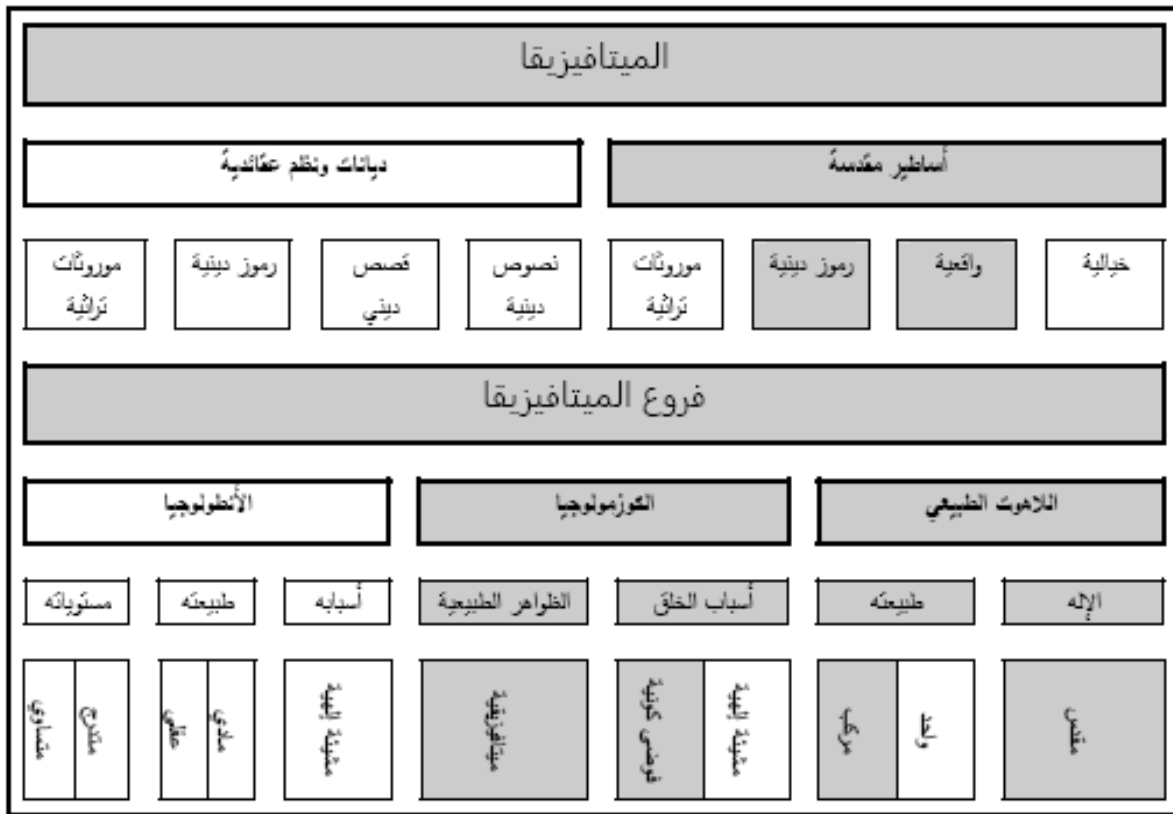 الميتافيزيقا
أساطير مقدسة
ديانات ونظم عقائدية
خيالية
واقعية
رموز دينية
موروثات
تراثية
نصوص
دينية
قصص
ديني
رموز دينية
موروثات
تراثية
فروع الميتافيزيقا
اللاهوت الطبيعي
الكوزمولوجيا
الأنطولوجيا
الإله
طبيعته
أسباب الخلق
الظواهر الطبيعية
أسبابه
طبيعته
مستوياته
مقدس
واحد
مركب
مشيئة إلهية
فوضى كونية
ميتافيزيقية
مشيئة إلهية
مادي
عقلي
متدرج
متساوي